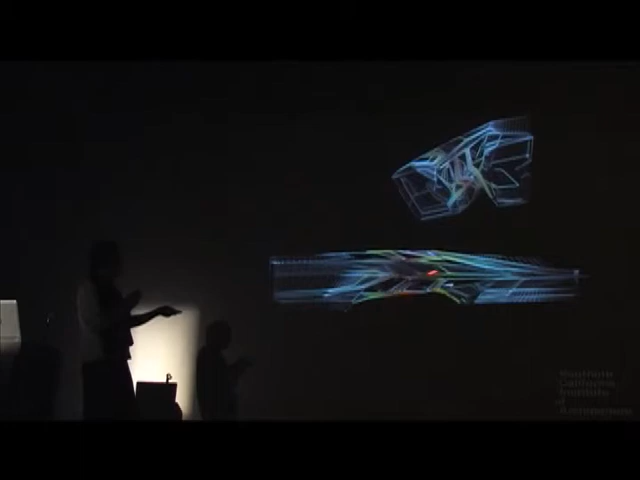 Southern
California
Institute
of
Architecture